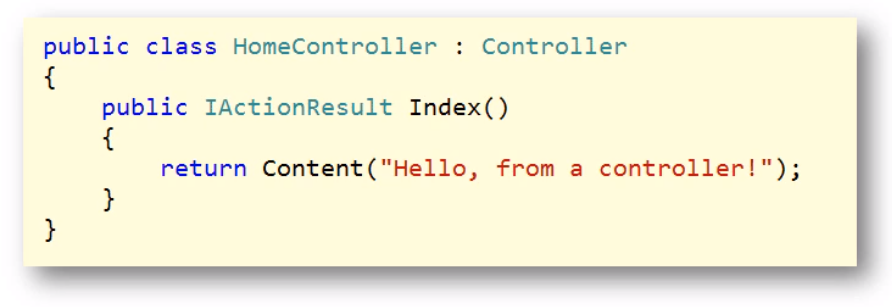 public class HomeController : Controller
{
    public IActionResult Index()
    {
        return Content("Hello, from a controller!");
    }
}